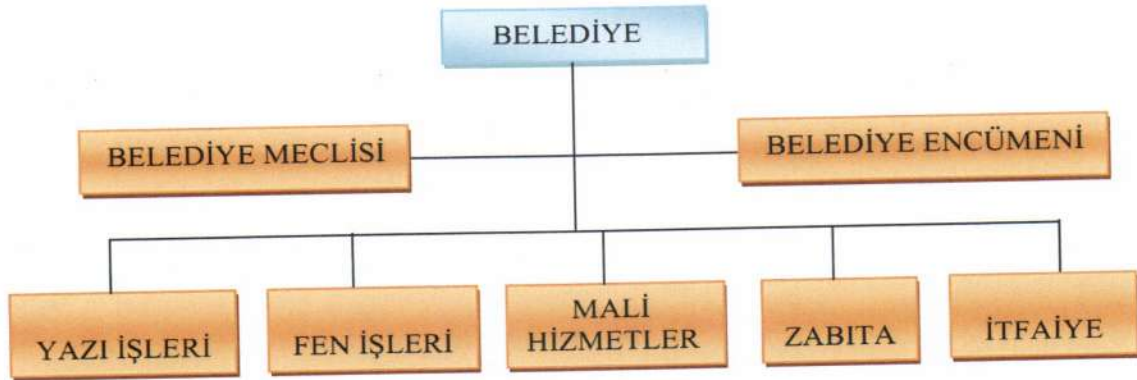 BELEDİYE
BELEDİYE MECLİSİ
BELEDİYE ENCÜMENİ
YAZI İŞLERİ
FEN İŞLERİ
MALİ
HİZMETLER
ZABITA
İTFAİYE